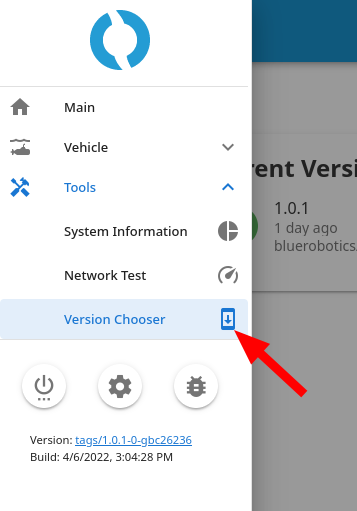 Main
Vehicle
Tools
System Information
Network Test
Version Chooser
Version: tags/1.0.1-0-gbc26236
Build: 4/6/2022, 3:04:28 PM
rent Versi
1.0.1
1 day ago
bluerobotics